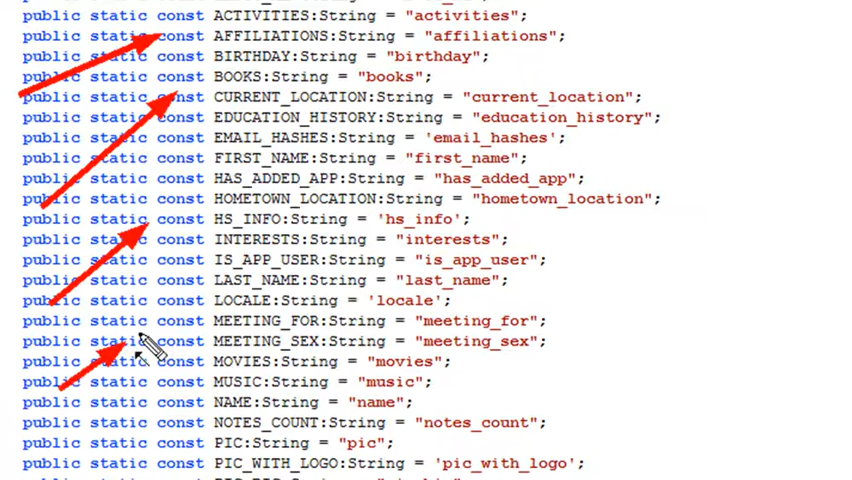 public static const ACTIVITIES:String = "activities";
public static const AFFILIATIONS:String = "affiliations";
public static const BIRTHDAY:String = "birthday";
public static const BOOKS:String = "books";
public static const CURRENT_LOCATION:String = "current_location";
public static const EDUCATION_HISTORY:String = "education_history";
public static const EMAIL_HASHES:String = 'email_hashes';
public static const FIRST_NAME:String = "first_name";
public static const HAS_ADDED_APP:String = "has_added_app";
public static const HOMETOWN_LOCATION:String = "hometown_location";
public static const HS_INFO:String = 'hs_info';
public static const INTERESTS:String = "interests";
public static const IS_APP_USER:String = "is_app_user";
public static const LAST_NAME:String = "last_name";
public static const LOCALE:String = 'locale';
public static const MEETING_FOR:String = "meeting_for";
public static const MEETING_SEX:String = "meeting_sex";
public static const MOVIES:String = "movies";
public static const MUSIC:String = "music";
public static const NAME:String = "name";
public static const NOTES_COUNT:String = "notes_count";
public static const PIC:String = "pic";
public static const PIC_WITH_LOGO:String = 'pic_with_logo';